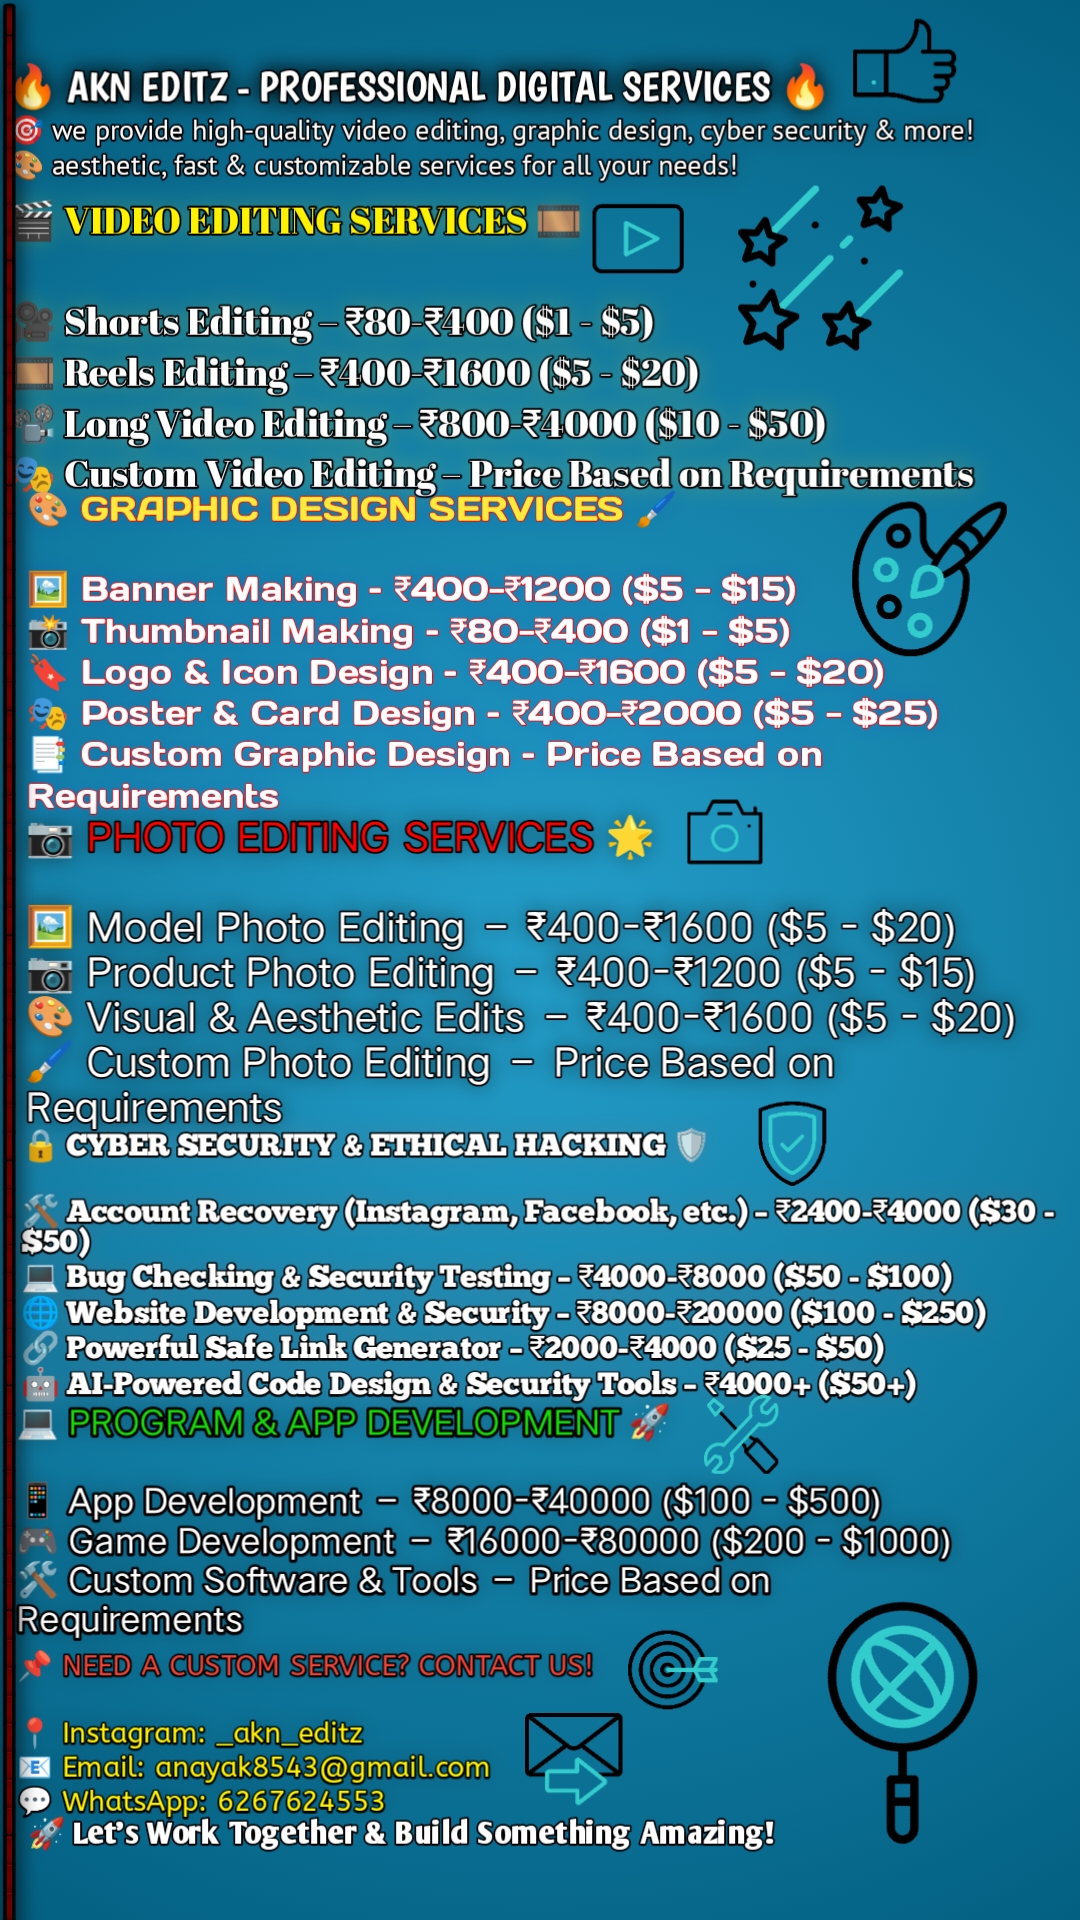 🔥 AKN EDITZ - PROFESSIONAL DIGITAL SERVICES 🔥
🎯 we provide high-quality video editing, graphic design, cyber security & more!
🎨 aesthetic, fast & customizable services for all your needs!
🎬 VIDEO EDITING SERVICES 🎞️
🎥 Shorts Editing – ₹80-₹400 ($1 - $5)
🎞️ Reels Editing – ₹400-₹1600 ($5 - $20)
📽️ Long Video Editing – ₹800-₹4000 ($10 - $50)
🎭 Custom Video Editing – Price Based on Requirements
🎨 GRAPHIC DESIGN SERVICES 🖌️
🖼️ Banner Making - ₹400-₹1200 ($5 - $15)
📸 Thumbnail Making - ₹80-₹400 ($1 - $5)
🔖 Logo & Icon Design - ₹400-₹1600 ($5 - $20)
🎭 Poster & Card Design - ₹400-₹2000 ($5 - $25)
📑 Custom Graphic Design - Price Based on
Requirements
📷 PHOTO EDITING SERVICES 🌟
🖼️ Model Photo Editing – ₹400-₹1600 ($5 - $20)
📷 Product Photo Editing – ₹400-₹1200 ($5 - $15)
🎨 Visual & Aesthetic Edits – ₹400-₹1600 ($5 - $20)
🖌️ Custom Photo Editing – Price Based on
Requirements
🔒 CYBER SECURITY & ETHICAL HACKING 🛡️
🛠️ Account Recovery (Instagram, Facebook, etc.) – ₹2400-₹4000 ($30 -
$50)
💻 Bug Checking & Security Testing – ₹4000-₹8000 ($50 - $100)
🌐 Website Development & Security – ₹8000-₹20000 ($100 - $250)
🔗 Powerful Safe Link Generator – ₹2000-₹4000 ($25 - $50)
🤖 AI-Powered Code Design & Security Tools – ₹4000+ ($50+)
💻 PROGRAM & APP DEVELOPMENT 🚀
📱 App Development – ₹8000-₹40000 ($100 - $500)
🎮 Game Development – ₹16000-₹80000 ($200 - $1000)
🛠️ Custom Software & Tools – Price Based on
Requirements
📌 NEED A CUSTOM SERVICE? CONTACT US!
📍 Instagram: _akn_editz
📧 Email: anayak8543@gmail.com
💬 WhatsApp: 6267624553
🚀 Let's Work Together & Build Something Amazing!